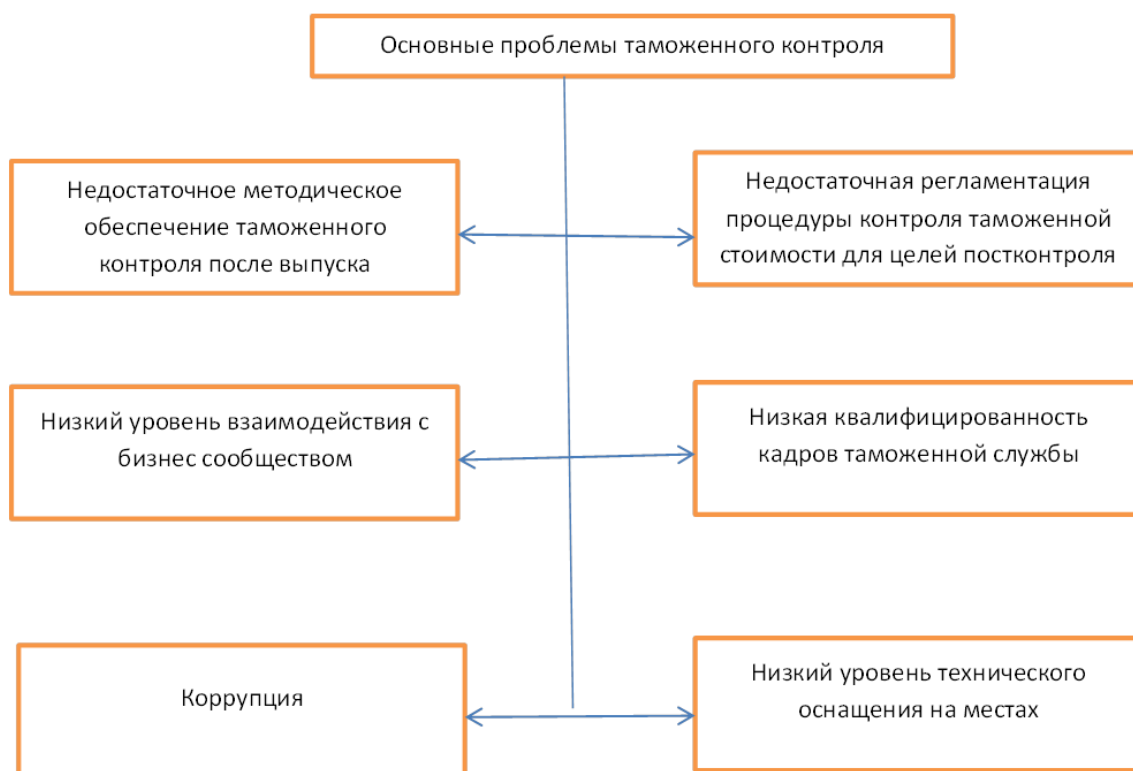 Основные проблемы таможенного контроля
Недостаточное методическое
обеспечение таможенного
контроля после выпуска
Недостаточная регламентация
процедуры контроля таможенной
стоимости для целей постконтроля
Низкий уровень взаимодействия с
бизнес сообществом
Низкая квалифицированность
кадров таможенной службы
Коррупция
Низкий уровень технического
оснащения на местах